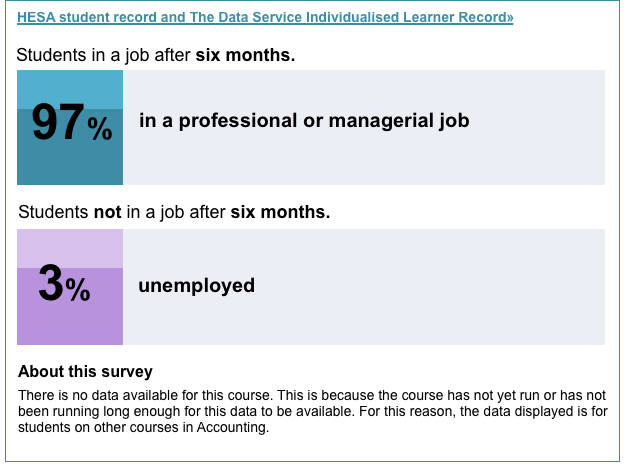 HESA student record and The Data Service Individualised Learner Record»
Students in a job after six months.
97% in a professional or managerial job
Students not in a job after six months.
3% unemployed
About this survey
There is no data available for this course. This is because the course has not yet run or has not
been running long enough for this data to be available. For this reason, the data displayed is for
students on other courses in Accounting.